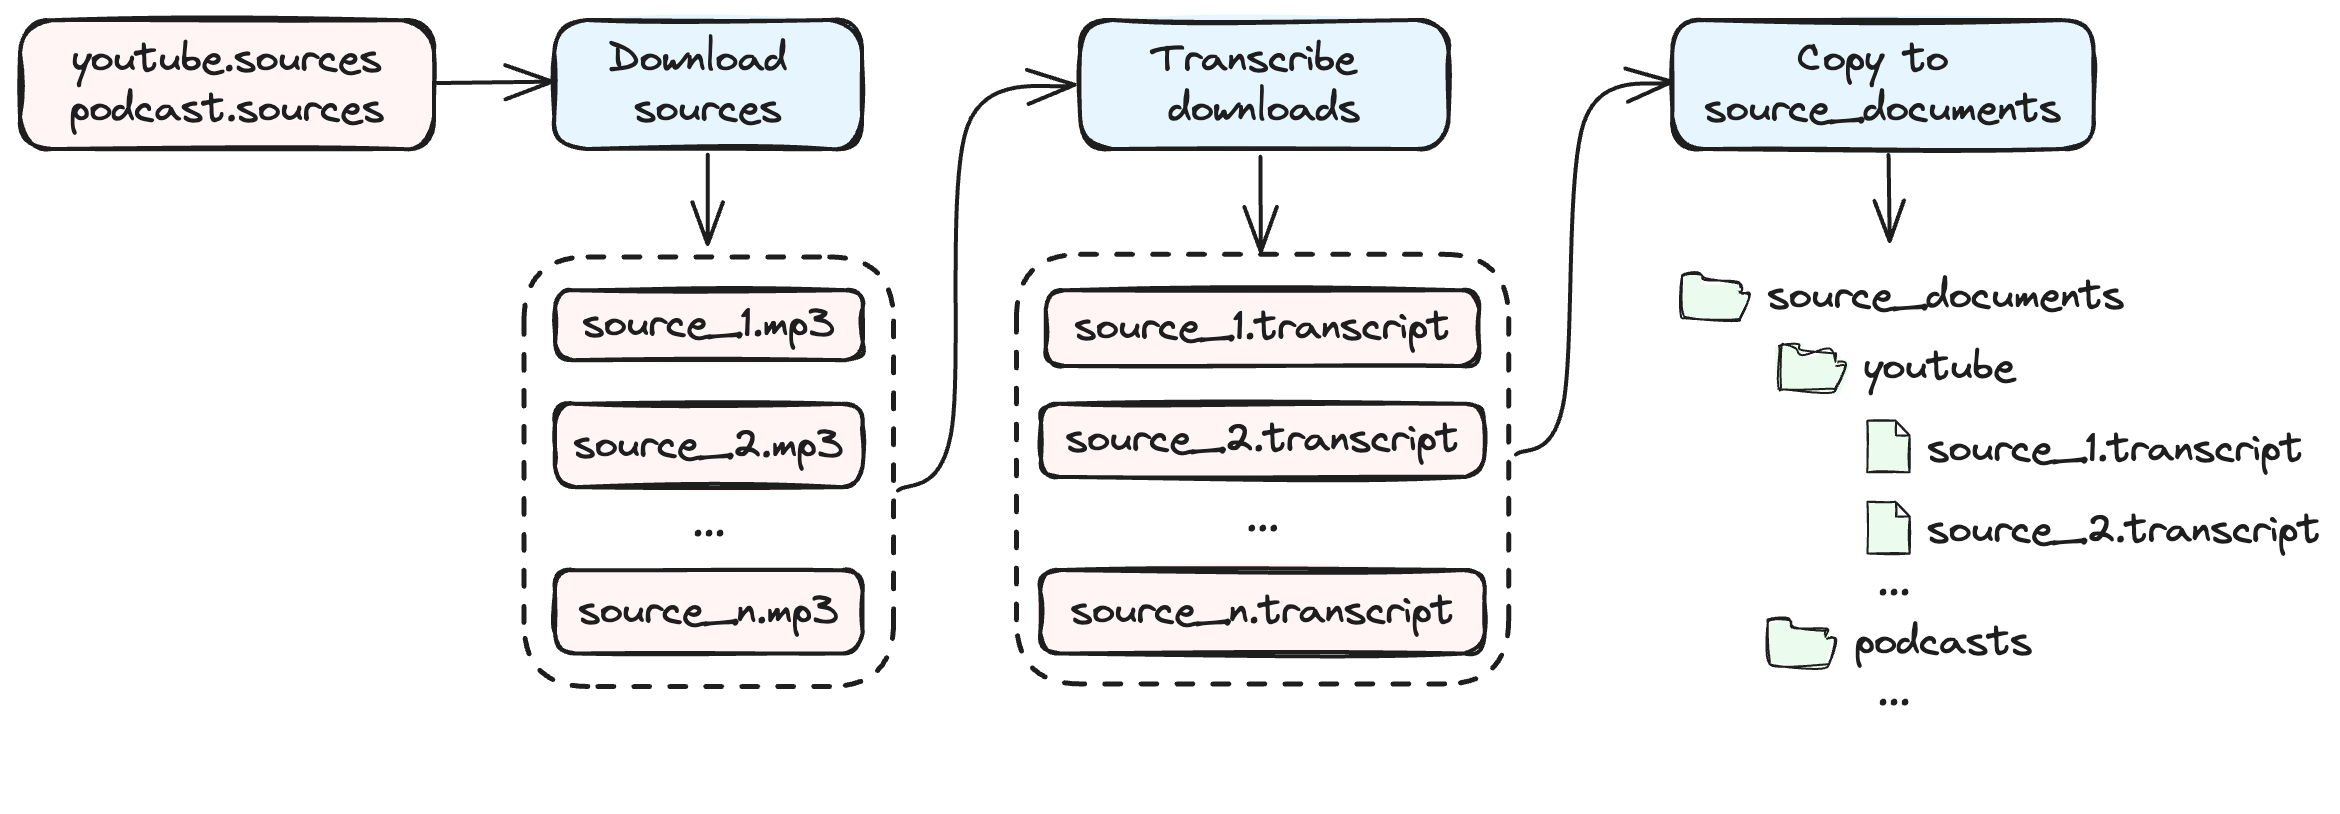 youtube.sources
podcast.sources
Download
sources
Transcribe
downloads
Copy to
source_documents
source_1.mp3
source_2.mp3
...
source_n.mp3
source_1.transcript
source_2.transcript
...
source_n.transcript
source_documents
youtube
source_1.transcript
source_2.transcript
...
podcasts
...